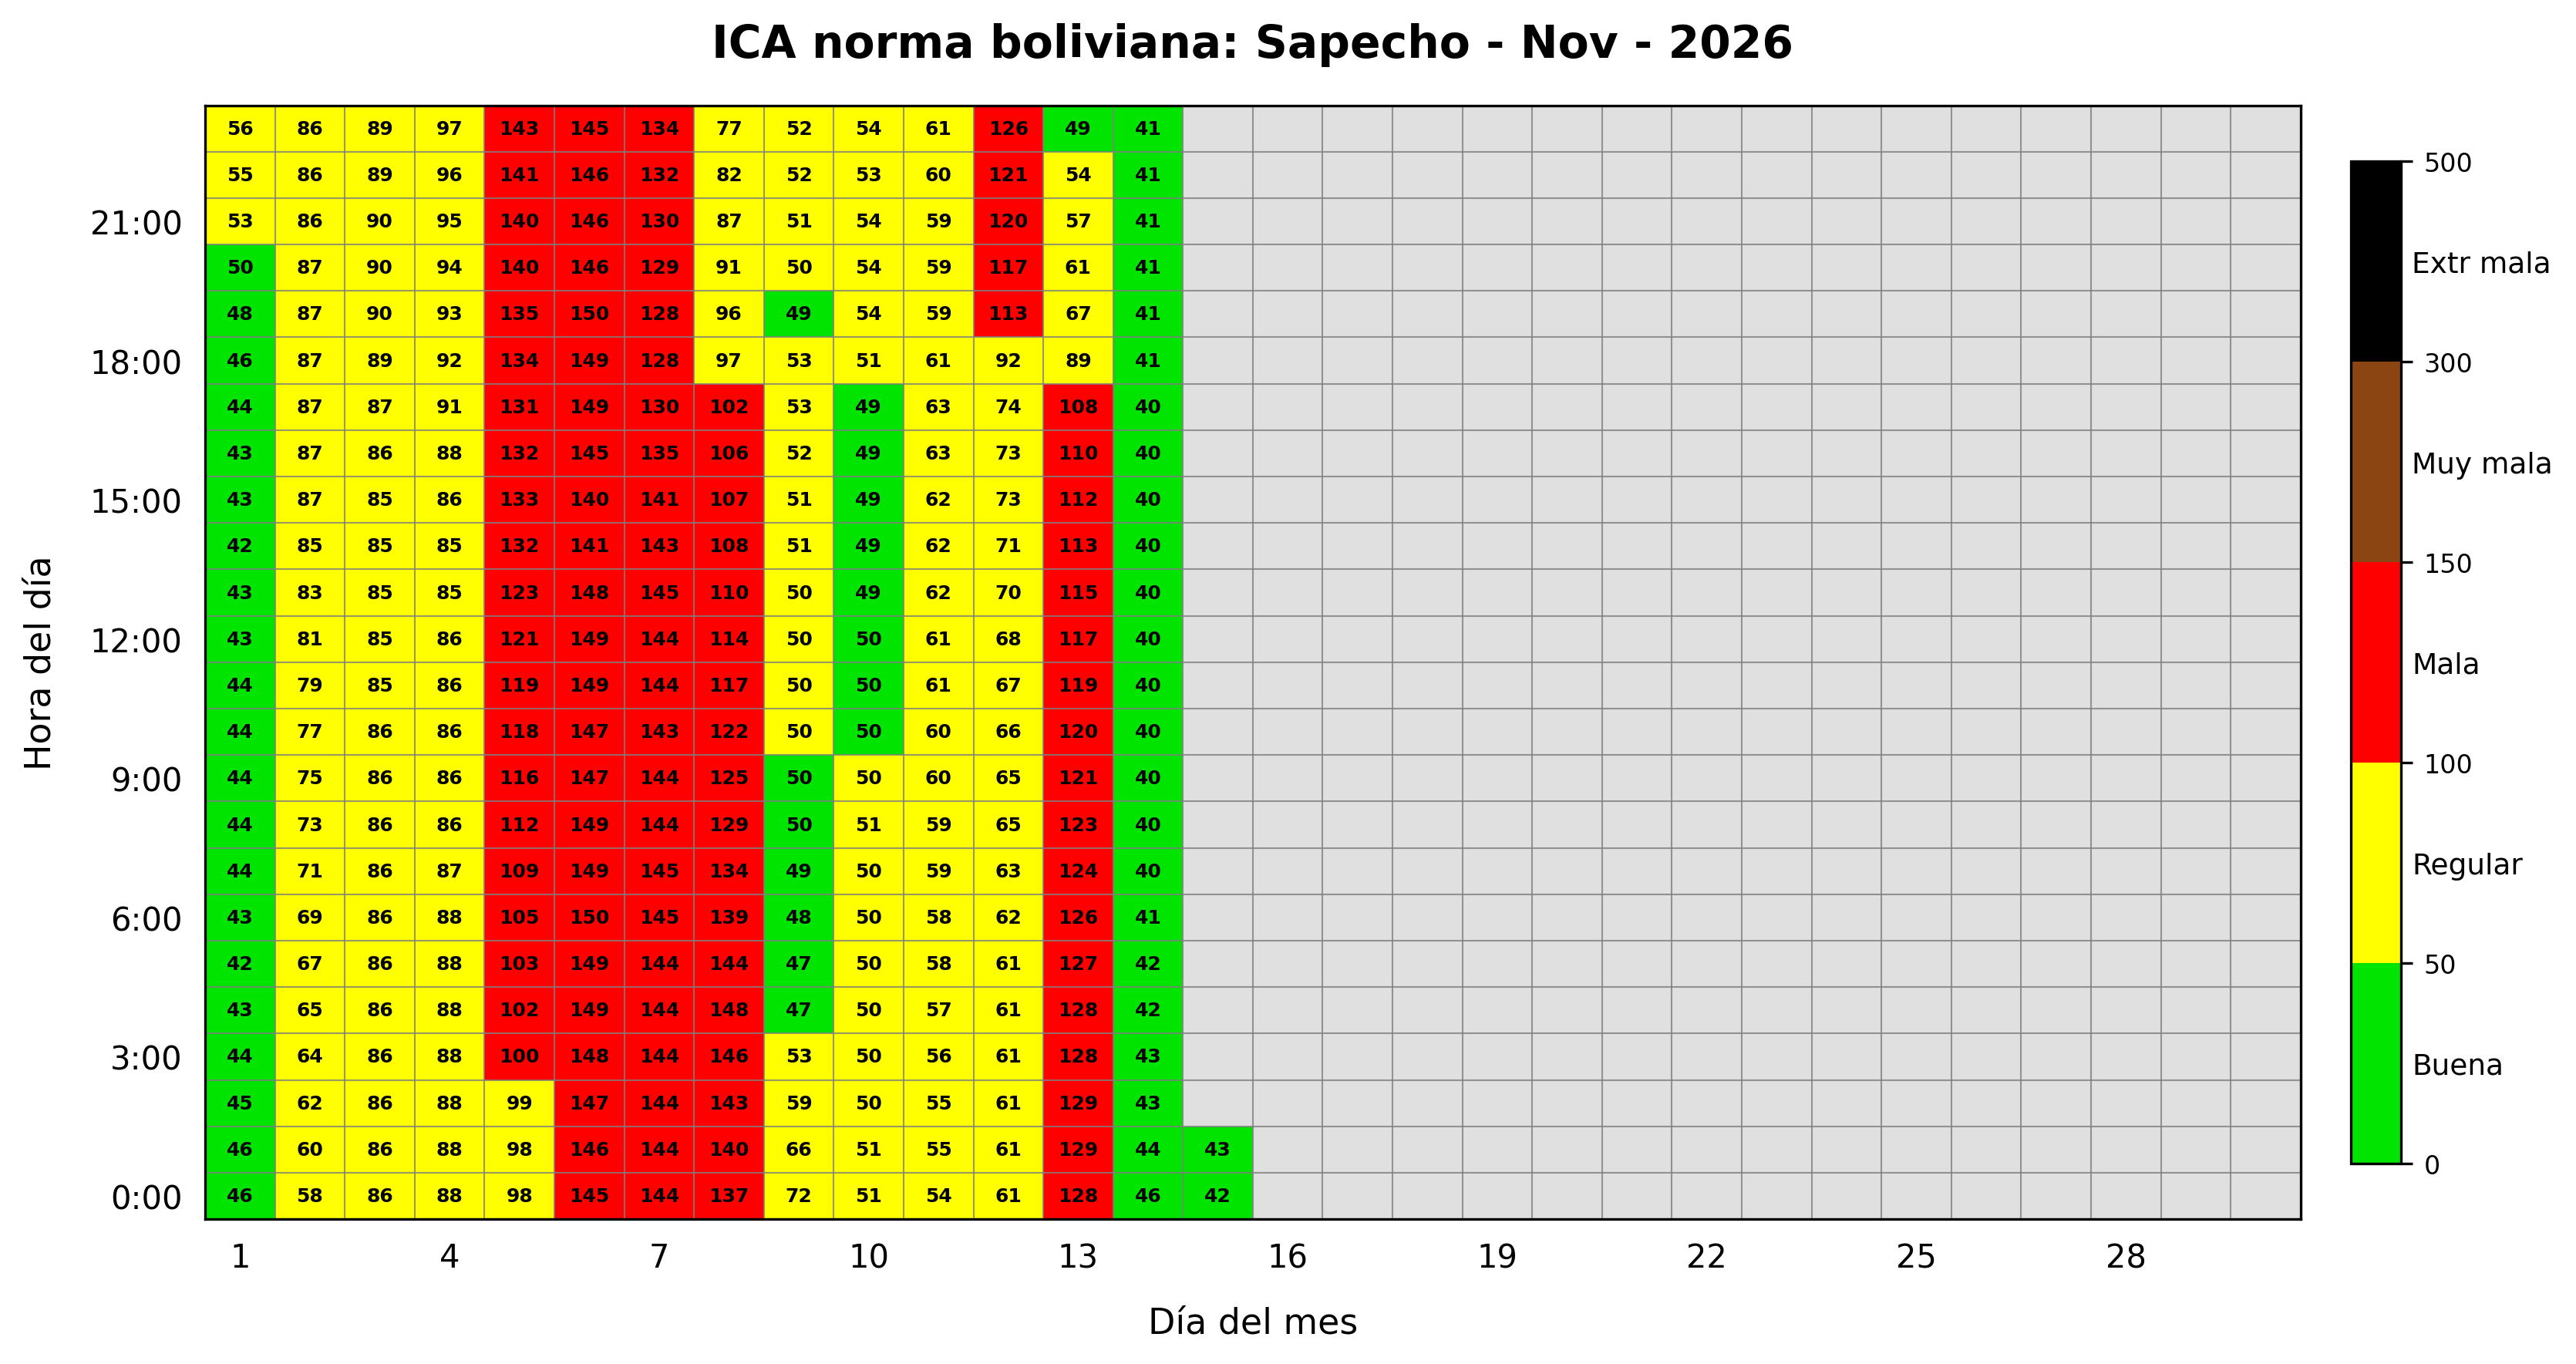 ICA norma boliviana: Sapecho - Nov - 2026
56 86 89 97 143 145 134 77 52 54 61 126 49 41
55 86 89 96 141 146 132 82 52 53 60 121 54 41
21:00 53 86 90 95 140 146 130 87 51 54 59 120 57 41
50 87 90 94 140 146 129 91 50 54 59 117 61 41
48 87 90 93 135 150 128 96 49 54 59 113 67 41
18:00 46 87 89 92 134 149 128 97 53 51 61 92 89 41
44 87 87 91 131 149 130 102 53 49 63 74 108 40
43 87 86 88 132 145 135 106 52 49 63 73 110 40
15:00 43 87 85 86 133 140 141 107 51 49 62 73 112 40
42 85 85 85 132 141 143 108 51 49 62 71 113 40
43 83 85 85 123 148 145 110 50 49 62 70 115 40
12:00 43 81 85 86 121 149 144 114 50 50 61 68 117 40
44 79 85 86 119 149 144 117 50 50 61 67 119 40
44 77 86 86 118 147 143 122 50 50 60 66 120 40
9:00 44 75 86 86 116 147 144 125 50 50 60 65 121 40
44 73 86 86 112 149 144 129 50 51 59 65 123 40
44 71 86 87 109 149 145 134 49 50 59 63 124 40
6:00 43 69 86 88 105 150 145 139 48 50 58 62 126 41
42 67 86 88 103 149 144 144 47 50 58 61 127 42
43 65 86 88 102 149 144 148 47 50 57 61 128 42
3:00 44 64 86 88 100 148 144 146 53 50 56 61 128 43
45 62 86 88 99 147 144 143 59 50 55 61 129 43
46 60 86 88 98 146 144 140 66 51 55 61 129 44 43
0:00 46 58 86 88 98 145 144 137 72 51 54 61 128 46 42
1 4 7 10 13 16 19 22 25 28
Día del mes
Hora del día
500
Extr mala
300
Muy mala
150
Mala
100
Regular
50
Buena
0